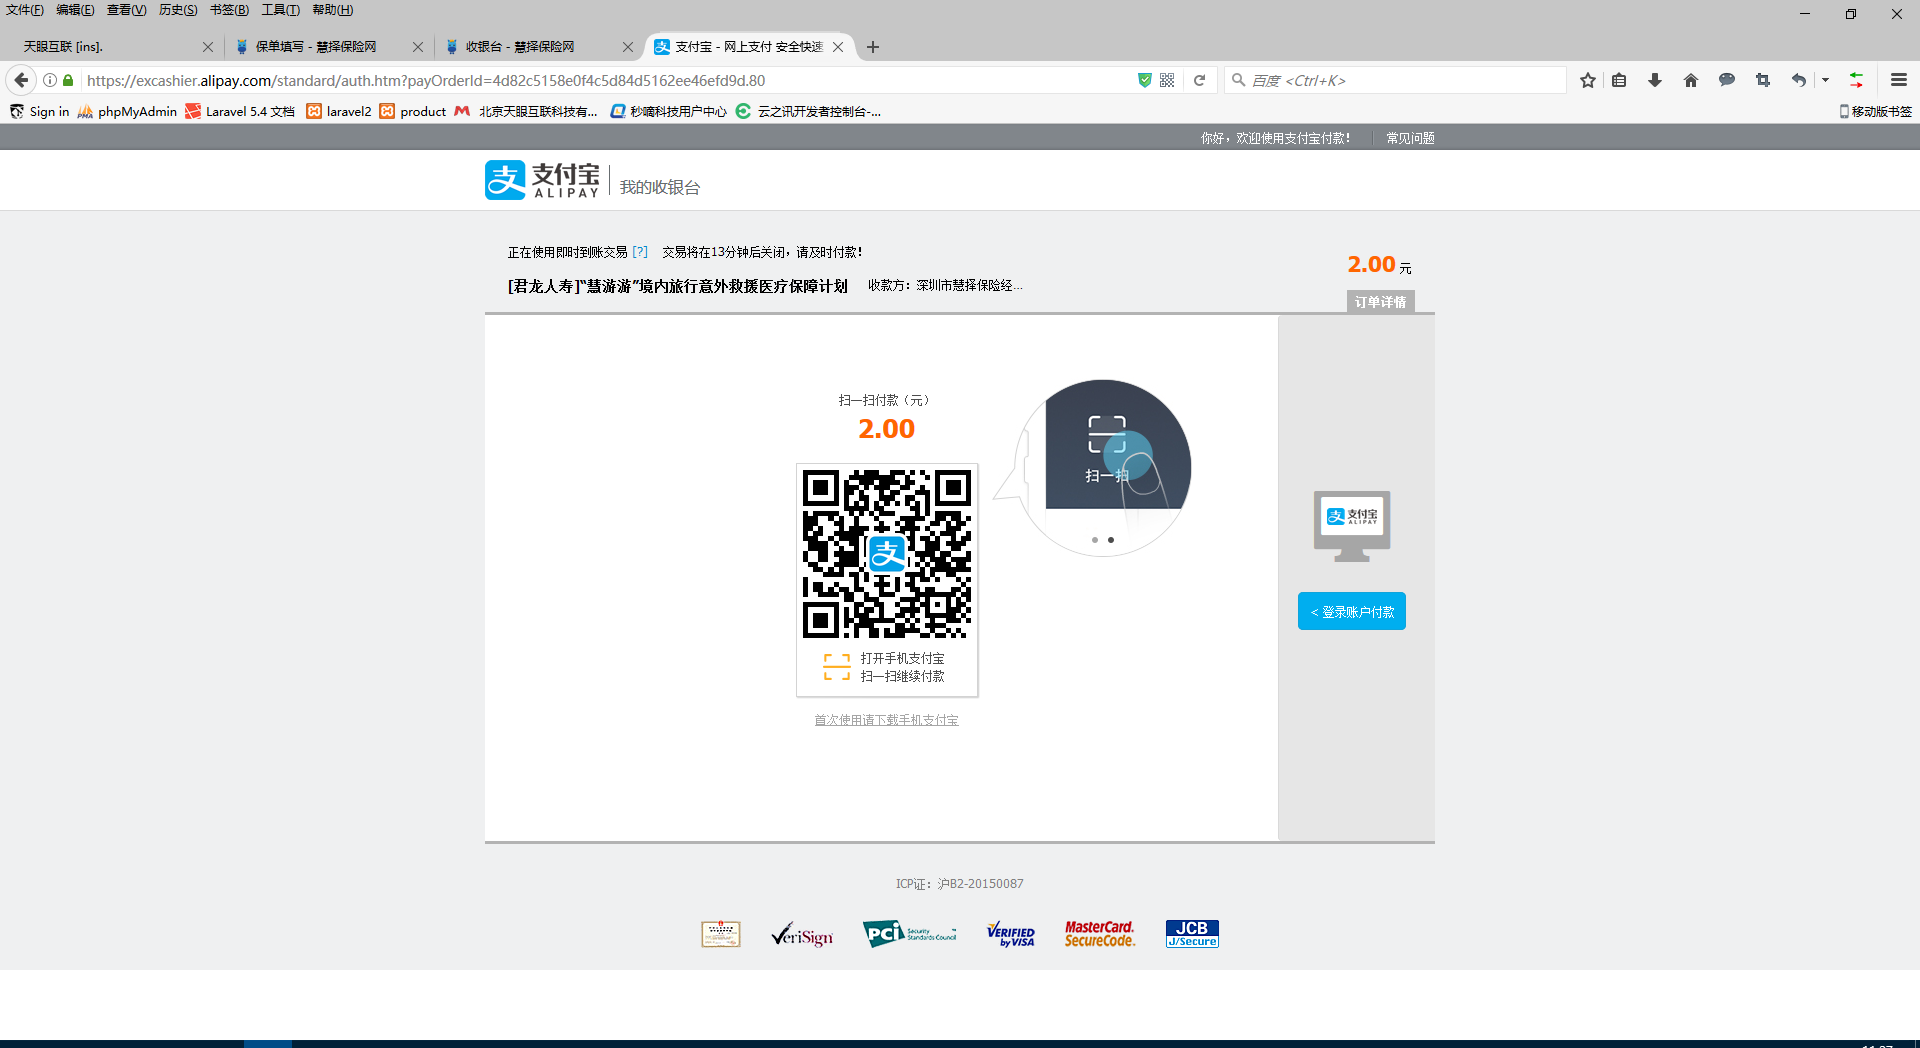 文件(F) 编辑(E) 查看(V) 历史(S) 书签(B) 工具(T) 帮助(H)
天眼互联 [ins]. 保单填写 - 慧择保险网 收银台 - 慧择保险网 支付宝 - 网上支付 安全快速
https://excashier.alipay.com/standard/auth.htm?payOrderId=4d82c5158e0f4c5d84d5162ee46efd9d.80 百度 <Ctrl+K>
Sign in phpMyAdmin Laravel 5.4 文档 laravel2 product 北京天眼互联科技有... 秒嘀科技用户中心 云之讯开发者控制台-... 移动版书签
你好，欢迎使用支付宝付款！ 常见问题
支付宝 ALIPAY 我的收银台
正在使用即时到账交易 [?] 交易将在13分钟后关闭，请及时付款！
2.00 元
[君龙人寿]“慧游游”境内旅行意外救援医疗保障计划 收款方：深圳市慧择保险经...
订单详情
扫一扫付款（元）
2.00
扫一扫
支
支付宝
ALIPAY
< 登录账户付款
打开手机支付宝
扫一扫继续付款
首次使用请下载手机支付宝
ICP证：沪B2-20150087
VeriSign
PCI Security Standards Council
VERIFIED by VISA
MasterCard. SecureCode.
JCB J/Secure